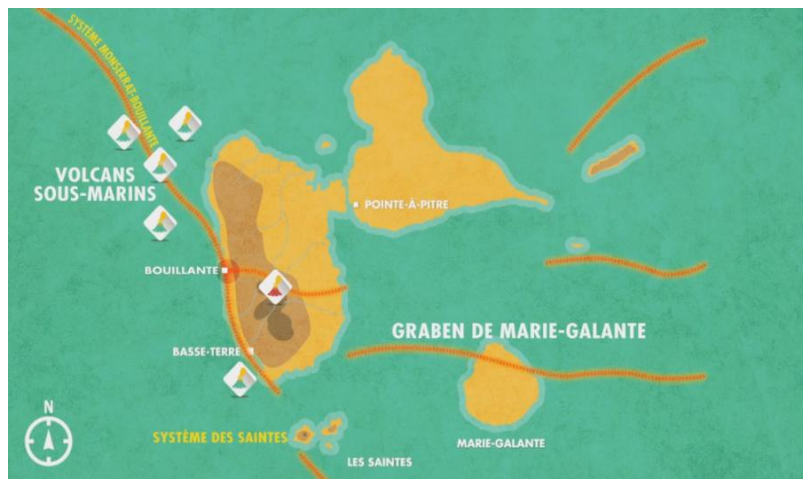 SYSTÈME MONSERRAT-BOUILLANTE
VOLCANS
SOUS-MARINS
POINTE-À-PITRE
BOUILLANTE
GRABEN DE MARIE-GALANTE
BASSE-TERRE
N
SYSTÈME DES SAINTES
MARIE-GALANTE
LES SAINTES